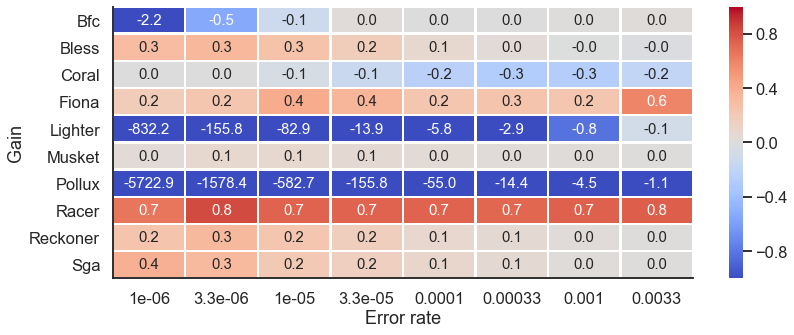 Gain
Bfc -2.2 -0.5 -0.1 0.0 0.0 0.0 0.0 0.0
Bless 0.3 0.3 0.3 0.2 0.1 0.0 -0.0 -0.0
Coral 0.0 0.0 -0.1 -0.1 -0.2 -0.3 -0.3 -0.2
Fiona 0.2 0.2 0.4 0.4 0.2 0.3 0.2 0.6
Lighter -832.2 -155.8 -82.9 -13.9 -5.8 -2.9 -0.8 -0.1
Musket 0.0 0.1 0.1 0.1 0.0 0.0 0.0 0.0
Pollux -5722.9 -1578.4 -582.7 -155.8 -55.0 -14.4 -4.5 -1.1
Racer 0.7 0.8 0.7 0.7 0.7 0.7 0.7 0.8
Reckoner 0.2 0.3 0.2 0.2 0.1 0.1 0.0 0.0
Sga 0.4 0.3 0.2 0.2 0.1 0.1 0.0 0.0
1e-06 3.3e-06 1e-05 3.3e-05 0.0001 0.00033 0.001 0.0033
Error rate
0.8
0.4
0.0
−0.4
−0.8